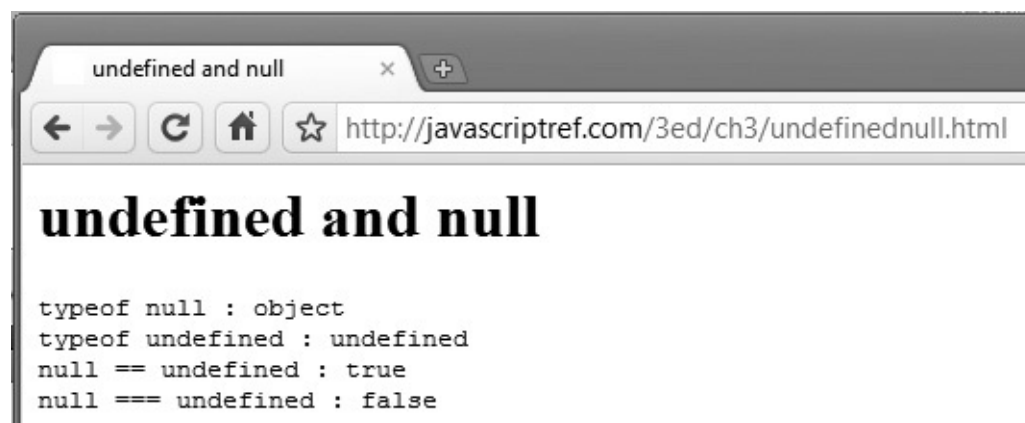 undefined and null
http://javascriptref.com/3ed/ch3/undefinednull.html
undefined and null
typeof null : object
typeof undefined : undefined
null == undefined : true
null === undefined : false